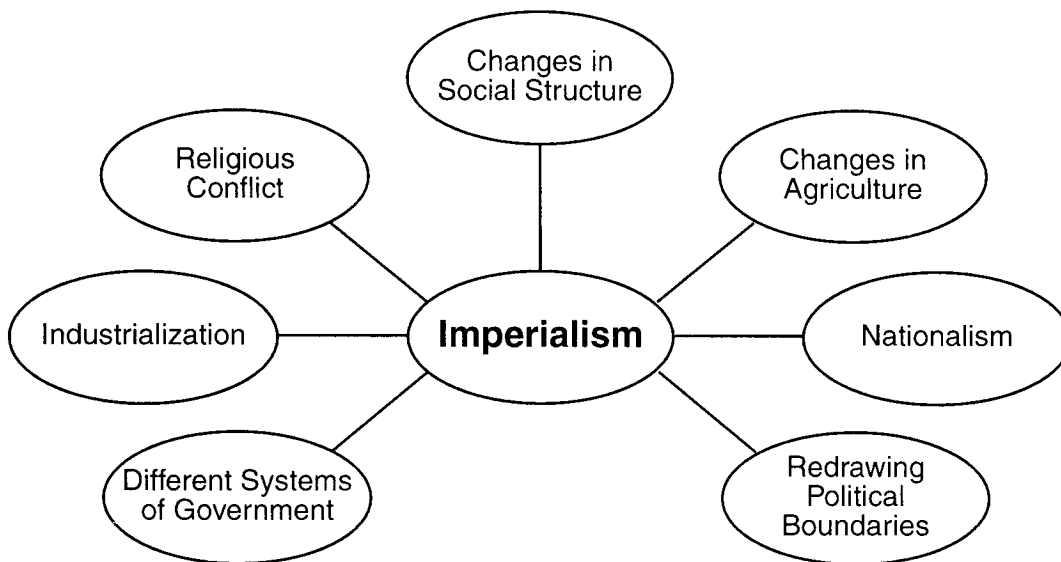 Changes in
Social Structure
Religious
Conflict
Changes in
Agriculture
Industrialization
Imperialism
Nationalism
Different Systems
of Government
Redrawing
Political
Boundaries